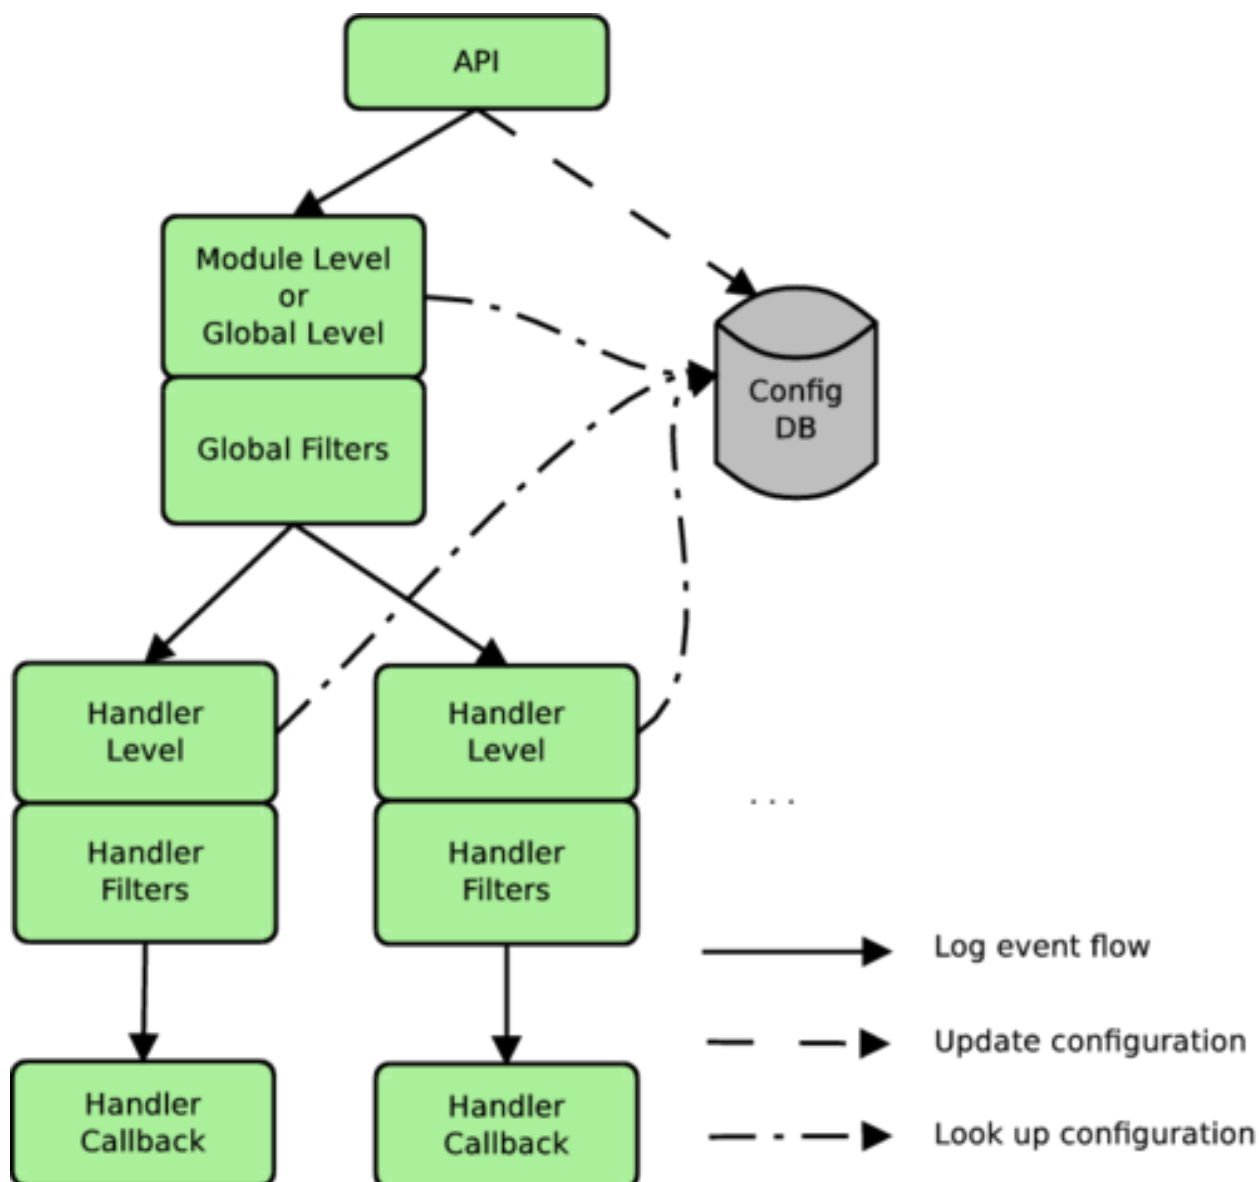 API
Module Level
or
Global Level
Global Filters
Config
DB
Handler
Level
Handler
Level
Handler
Filters
Handler
Filters
. . .
Handler
Callback
Handler
Callback
Log event flow
Update configuration
Look up configuration